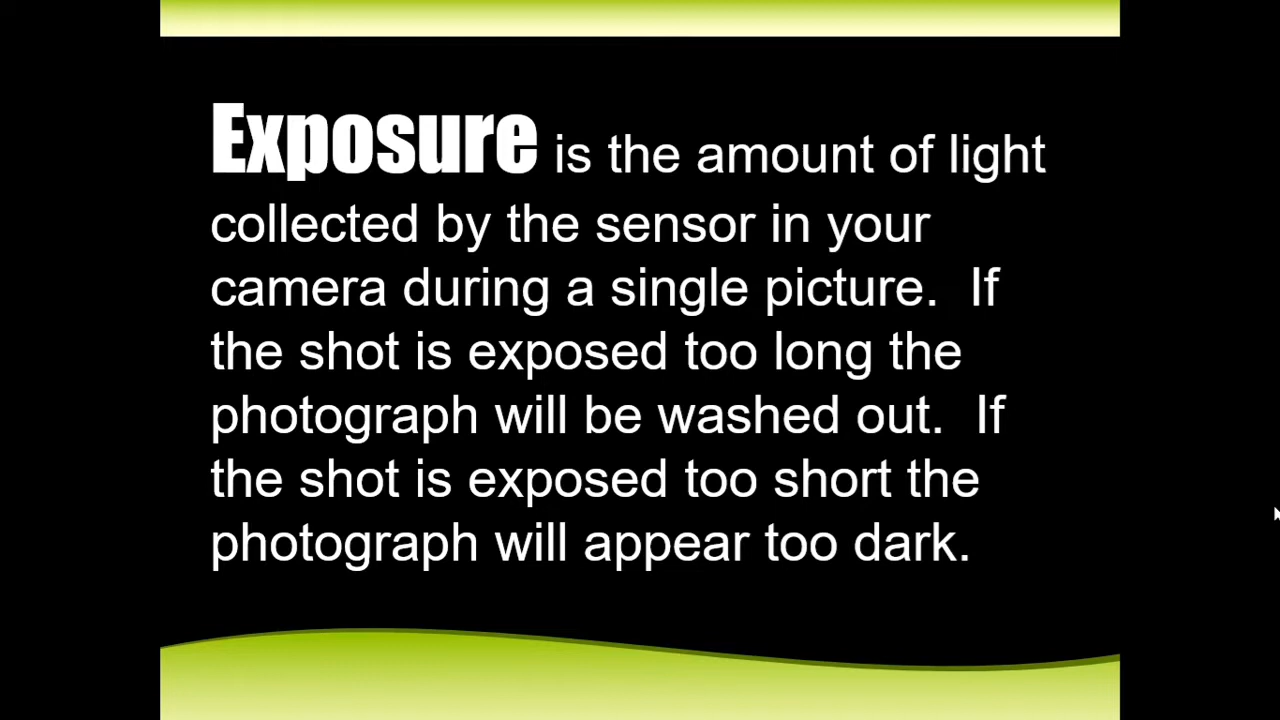 Exposure is the amount of light
collected by the sensor in your
camera during a single picture.  If
the shot is exposed too long the
photograph will be washed out.  If
the shot is exposed too short the
photograph will appear too dark.